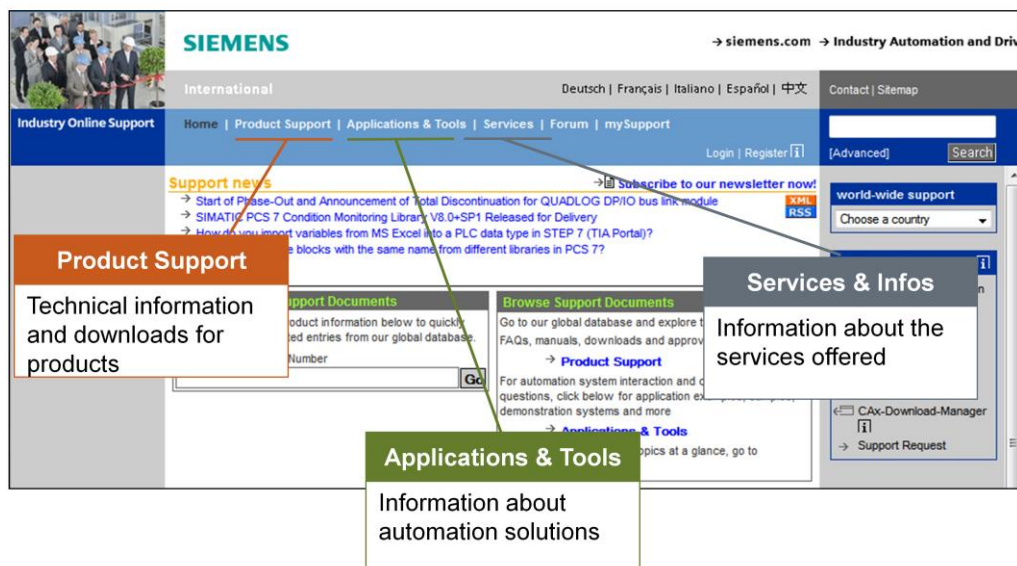 SIEMENS
→ siemens.com → Industry Automation and Driv
International
Deutsch | Français | Italiano | Español | 中文
Contact | Sitemap
Industry Online Support
Home | Product Support | Applications & Tools | Services | Forum | mySupport
Login | Register i
[Advanced] Search
Support news
→ Subscribe to our newsletter now!
→ Start of Phase-Out and Announcement of Total Discontinuation for QUADLOG DP/IO bus link module
XML
RSS
→ SIMATIC PCS 7 Condition Monitoring Library V8.0+SP1 Released for Delivery
→ How do you import variables from MS Excel into a PLC data type in STEP 7 (TIA Portal)?
blocks with the same name from different libraries in PCS 7?
world-wide support
Choose a country
Product Support
Technical information
and downloads for
products
Support Documents
product information below to quickly
entries from our global database.
Number
Go
Browse Support Documents
Go to our global database and explore
FAQs, manuals, downloads and
→ Product Support
For automation system interaction and
questions, click below for application
demonstration systems and more
→ Applications & Tools
topics at a glance, go to
Services & Infos
Information about the
services offered
CAx-Download-Manager
i
→ Support Request
Applications & Tools
Information about
automation solutions